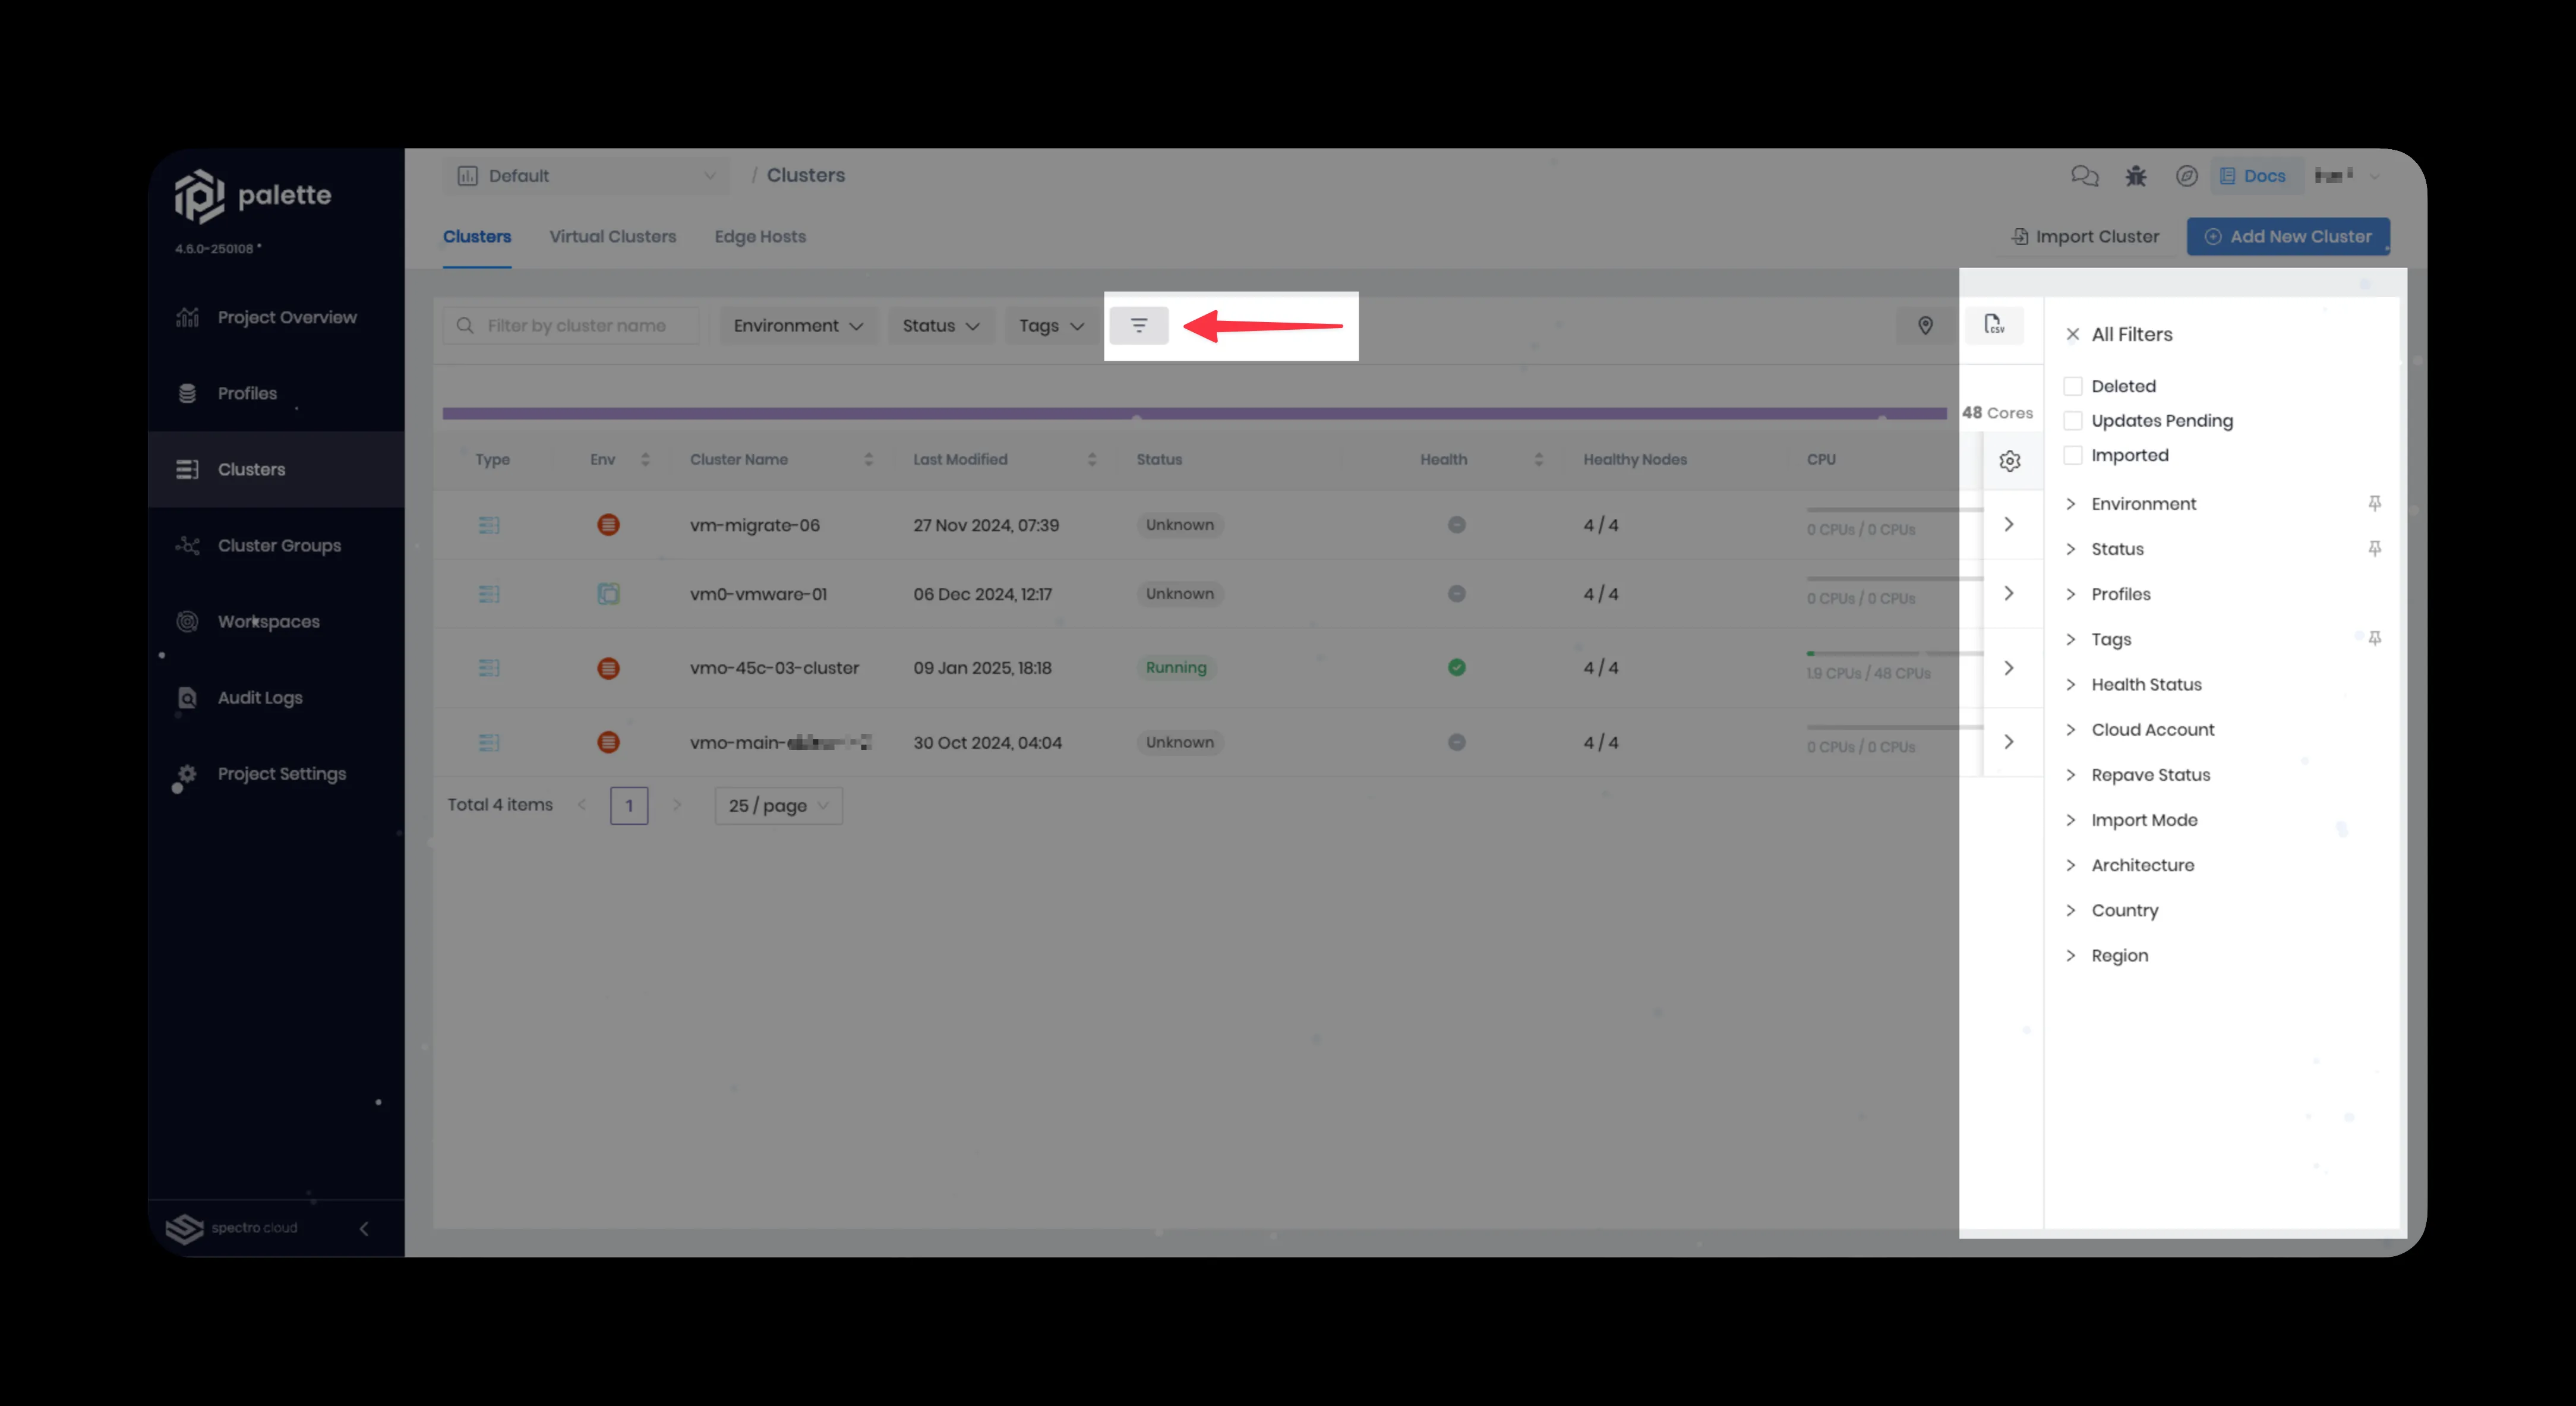 palette
4.6.0-250108 *
Project Overview
Profiles
Clusters
Cluster Groups
Workspaces
Audit Logs
Project Settings
spectro cloud
Default
/ Clusters
Docs
Clusters Virtual Clusters Edge Hosts
Import Cluster
Add New Cluster
Filter by cluster name
Environment
Status
Tags
CSV
48 Cores
Type Env Cluster Name Last Modified Status Health Healthy Nodes CPU
vm-migrate-06 27 Nov 2024, 07:39 Unknown 4 / 4 0 CPUs / 0 CPUs
vm0-vmware-01 06 Dec 2024, 12:17 Unknown 4 / 4 0 CPUs / 0 CPUs
vmo-45c-03-cluster 09 Jan 2025, 18:18 Running 4 / 4 1.9 CPUs / 48 CPUs
vmo-main- 30 Oct 2024, 04:04 Unknown 4 / 4 0 CPUs / 0 CPUs
Total 4 items < 1 > 25 / page
All Filters
Deleted
Updates Pending
Imported
Environment
Status
Profiles
Tags
Health Status
Cloud Account
Repave Status
Import Mode
Architecture
Country
Region